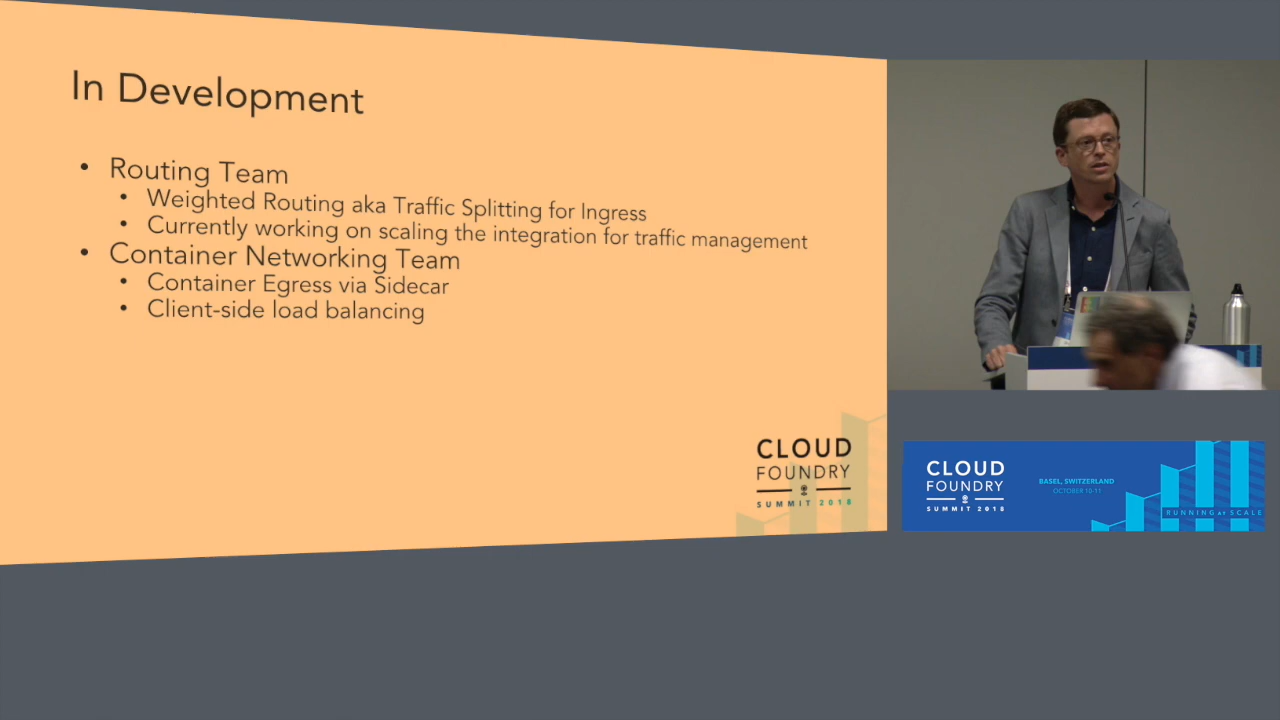 In Development
• Routing Team
• Weighted Routing aka Traffic Splitting for Ingress
• Currently working on scaling the integration for traffic management
• Container Networking Team
• Container Egress via Sidecar
• Client-side load balancing
CLOUD
FOUNDRY
SUMMIT 2018
CLOUD
FOUNDRY
SUMMIT 2018
BASEL, SWITZERLAND
OCTOBER 10-11
RUNNING AT SCALE